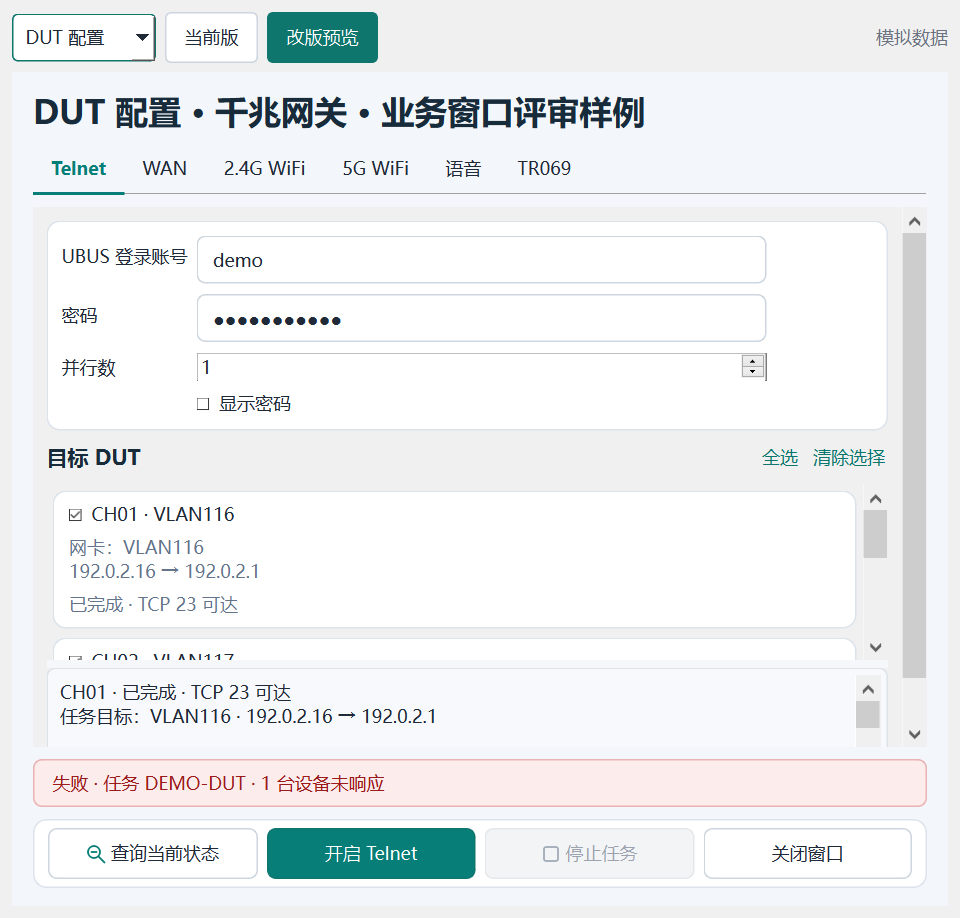 DUT 配置
当前版
改版预览
模拟数据
DUT 配置 • 千兆网关 • 业务窗口评审样例
Telnet
WAN
2.4G WiFi
5G WiFi
语音
TR069
UBUS 登录账号
demo
密码
●●●●●●●●●●●
并行数
1
显示密码
目标 DUT
全选
清除选择
CH01 · VLAN116
网卡：VLAN116
192.0.2.16 → 192.0.2.1
已完成 · TCP 23 可达
CH02 · VLAN117
CH01 · 已完成 · TCP 23 可达
任务目标：VLAN116 · 192.0.2.16 → 192.0.2.1
失败 · 任务 DEMO-DUT · 1 台设备未响应
查询当前状态
开启 Telnet
停止任务
关闭窗口